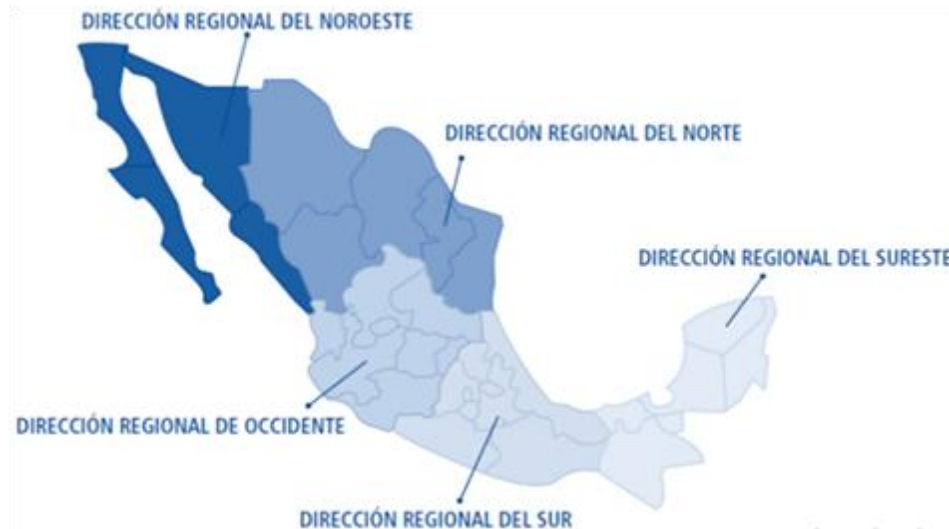 DIRECCIÓN REGIONAL DEL NOROESTE
DIRECCIÓN REGIONAL DEL NORTE
DIRECCIÓN REGIONAL DEL SURESTE
DIRECCIÓN REGIONAL DE OCCIDENTE
DIRECCIÓN REGIONAL DEL SUR